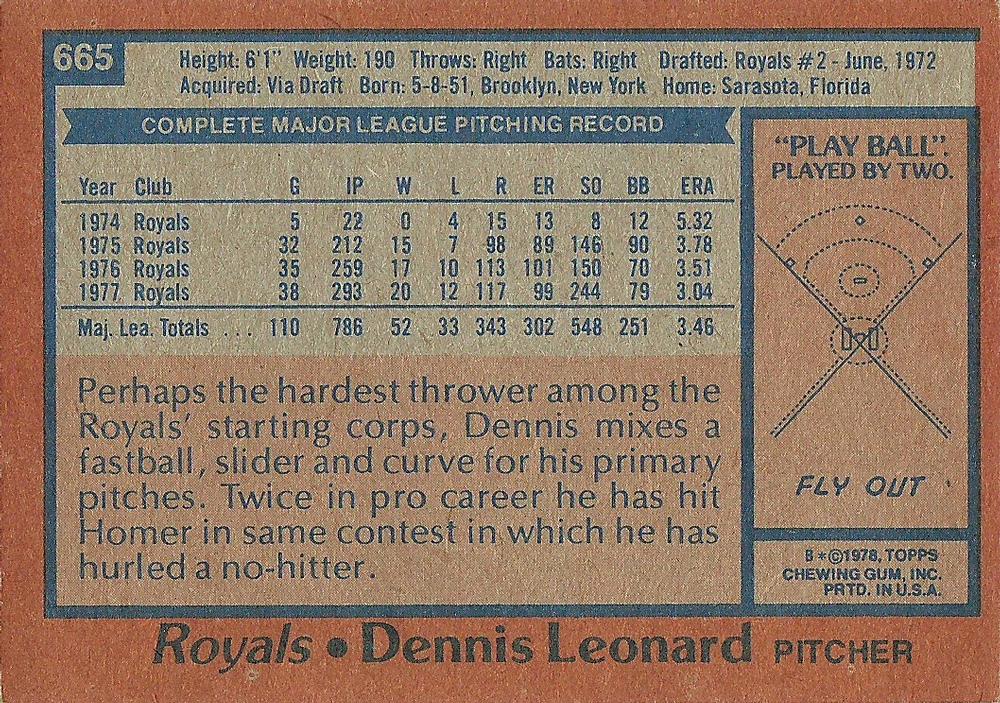 665
Height: 6'1" Weight: 190 Throws: Right Bats: Right Drafted: Royals #2 - June, 1972
Acquired: Via Draft Born: 5-8-51, Brooklyn, New York Home: Sarasota, Florida
COMPLETE MAJOR LEAGUE PITCHING RECORD
Year Club G IP W L R ER SO BB ERA
1974 Royals 5 22 0 4 15 13 8 12 5.32
1975 Royals 32 212 15 7 98 89 146 90 3.78
1976 Royals 35 259 17 10 113 101 150 70 3.51
1977 Royals 38 293 20 12 117 99 244 79 3.04
Maj. Lea. Totals . . . 110 786 52 33 343 302 548 251 3.46
Perhaps the hardest thrower among the
Royals' starting corps, Dennis mixes a
fastball, slider and curve for his primary
pitches. Twice in pro career he has hit
Homer in same contest in which he has
hurled a no-hitter.
"PLAY BALL".
PLAYED BY TWO.
FLY OUT
B*©1978, TOPPS
CHEWING GUM, INC.
PRTD. IN U.S.A.
Royals • Dennis Leonard PITCHER